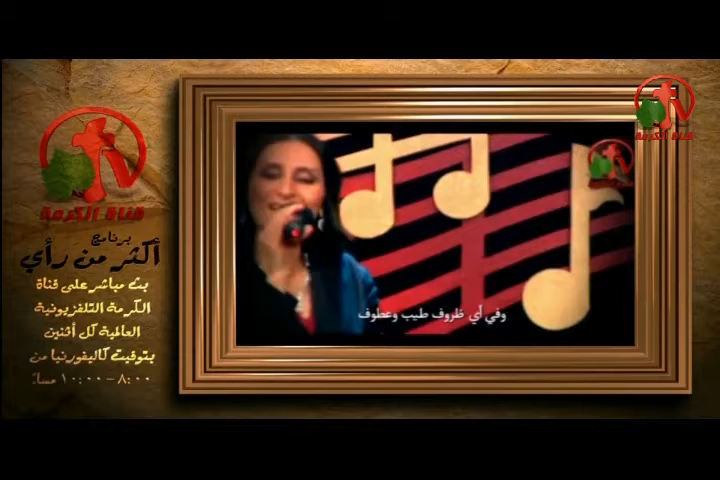 قناة الكرمة
قناة الكرمة
برنامج
أكثر من رأي
بث مباشر على قناة
الكرمة التلفزيونية
العالمية كل أثنين
بتوقيت كاليفورنيا من
٨:٠٠ – ١٠:٠٠ مساءً
وفي أي ظروف طيب وعطوف